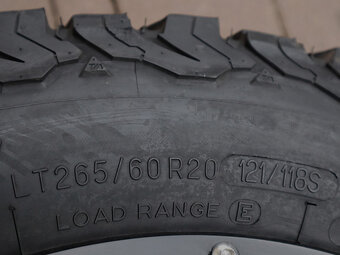 T/A
T/A
LT265/60R20 121/118S
LOAD RANGE E